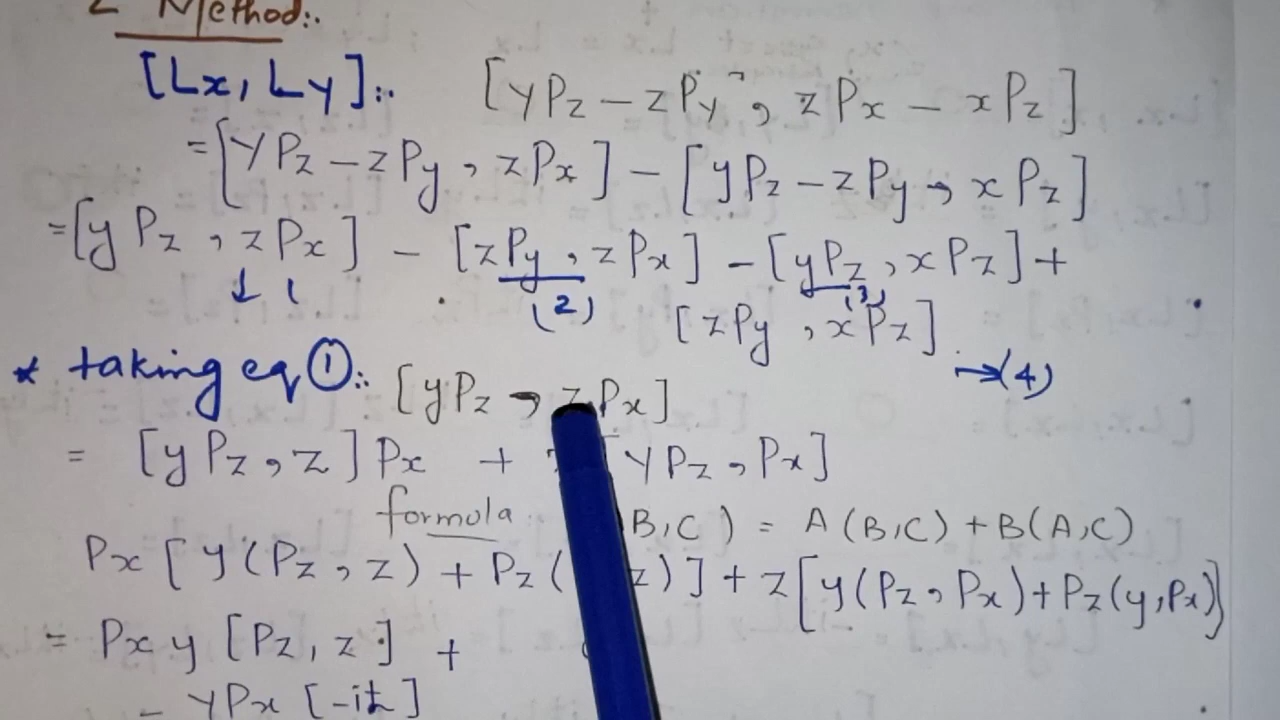 2 Method:.
[Lx, Ly]:. [yPz − zPy, zPx − xPz]
= [yPz − zPy, zPx] − [yPz − zPy, xPz]
= [yPz, zPx] − [zPy, zPx] − [yPz, xPz] +
↓ ( (2) (3)
[zPy, xPz]
→(4)
* taking eq ①:. [yPz, zPx]
= [yPz, z]Px + [yPz, Px]
formula B,C) = A(B,C) + B(A,C)
Px[y(Pz, z) + Pz( z)] + z[y(Pz, Px) + Pz(y,Px)]
= Px y [Pz, z] +
yPx [-iħ]